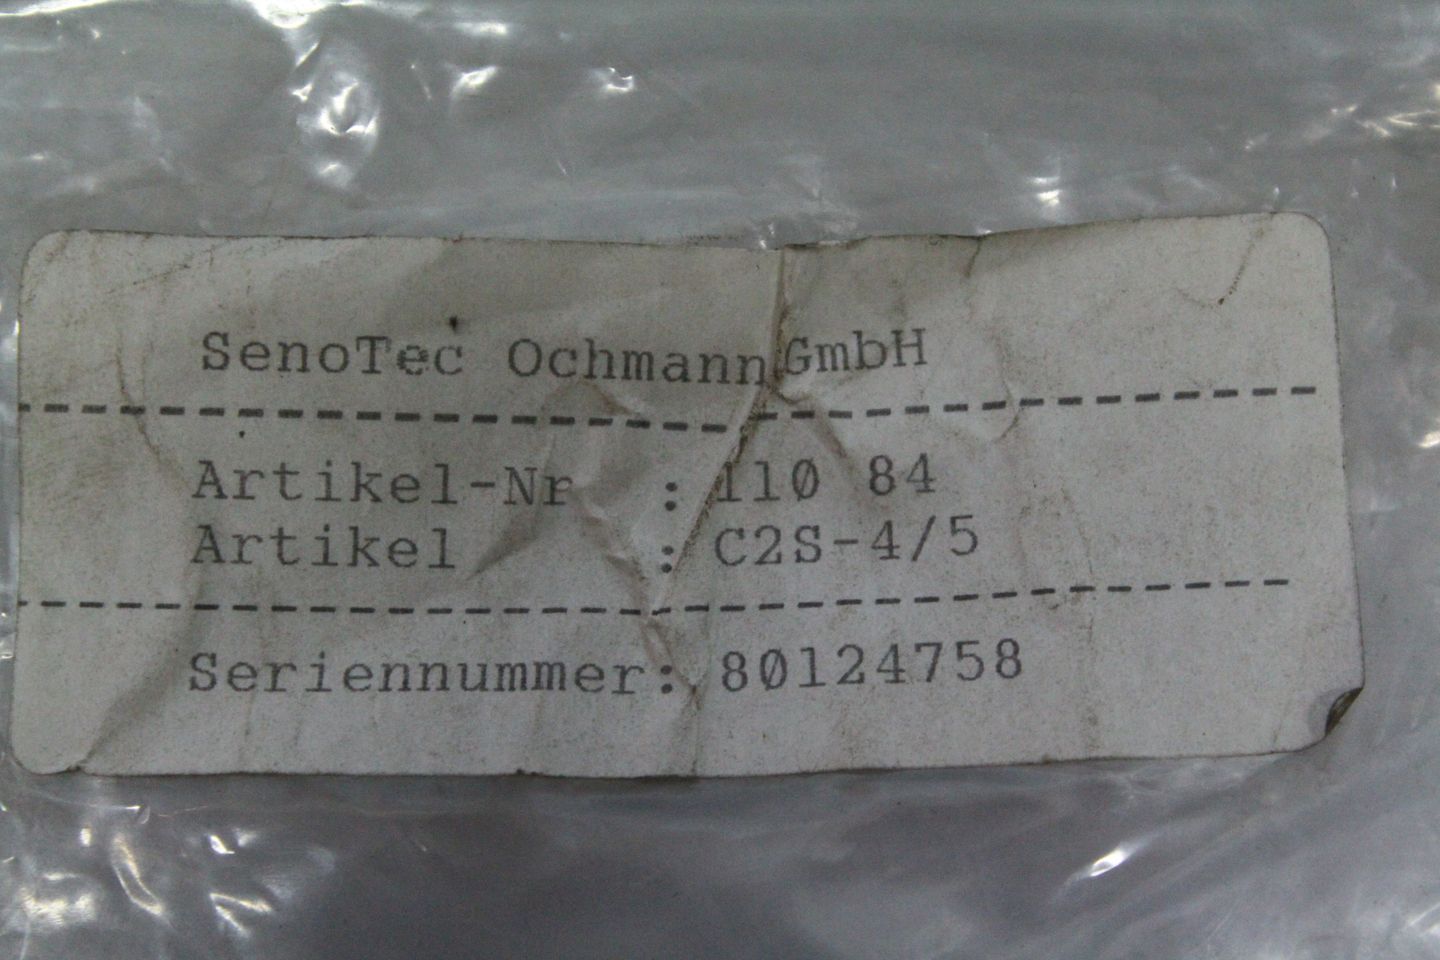 SenoTec Ochmann GmbH
Artikel-Nr : 110 84
Artikel : C2S-4/5
Seriennummer: 80124758